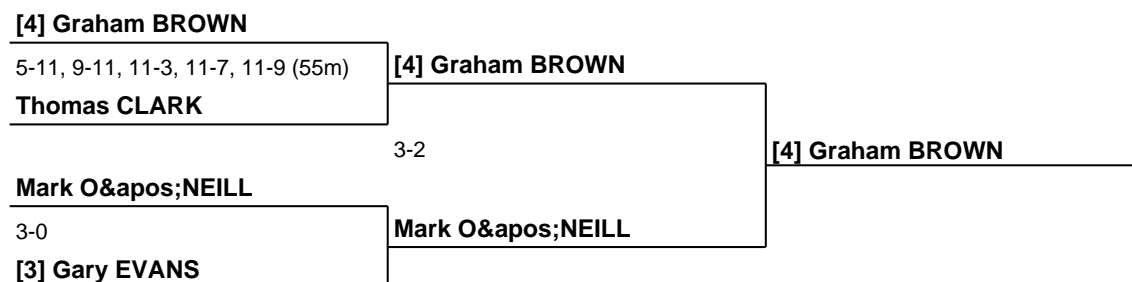 [4] Graham BROWN
5-11, 9-11, 11-3, 11-7, 11-9 (55m)
[4] Graham BROWN
Thomas CLARK
3-2
[4] Graham BROWN
Mark O&apos;NEILL
3-0
Mark O&apos;NEILL
[3] Gary EVANS